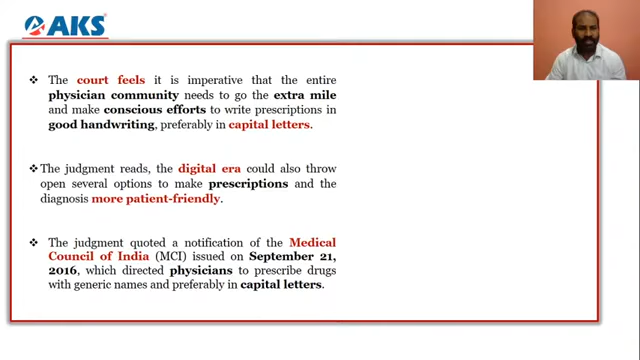 AKS
❖ The court feels it is imperative that the entire
physician community needs to go the extra mile
and make conscious efforts to write prescriptions in
good handwriting, preferably in capital letters.
❖ The judgment reads, the digital era could also throw
open several options to make prescriptions and the
diagnosis more patient-friendly.
❖ The judgment quoted a notification of the Medical
Council of India (MCI) issued on September 21,
2016, which directed physicians to prescribe drugs
with generic names and preferably in capital letters.